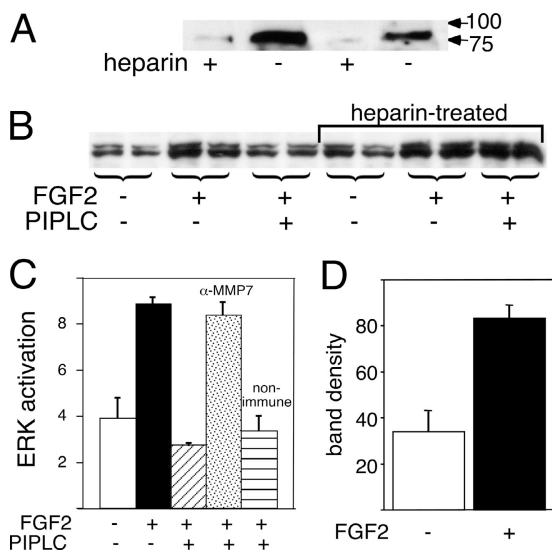 A
100
75
heparin + - + -
heparin-treated
B
FGF2 - + + - + +
PIPLC - - + - - +
C
ERK activation
8
6
4
2
α-MMP7
non-
immune
FGF2 - + + + +
PIPLC - - + + +
D
band density
80
60
40
20
FGF2 - +